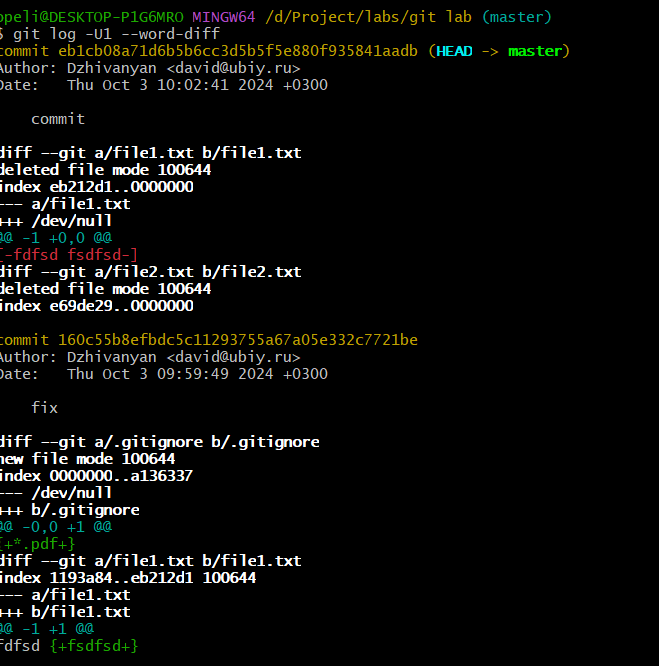 opeli@DESKTOP-P1G6MRO MINGW64 /d/Project/labs/git lab (master)
$ git log -U1 --word-diff
commit eb1cb08a71d6b5b6cc3d5b5f5e880f935841aadb (HEAD -> master)
Author: Dzhivanyan <david@ubiy.ru>
Date:   Thu Oct 3 10:02:41 2024 +0300

    commit

diff --git a/file1.txt b/file1.txt
deleted file mode 100644
index eb212d1..0000000
--- a/file1.txt
+++ /dev/null
@@ -1 +0,0 @@
[-fdfsd fsdfsd-]
diff --git a/file2.txt b/file2.txt
deleted file mode 100644
index e69de29..0000000

commit 160c55b8efbdc5c11293755a67a05e332c7721be
Author: Dzhivanyan <david@ubiy.ru>
Date:   Thu Oct 3 09:59:49 2024 +0300

    fix

diff --git a/.gitignore b/.gitignore
new file mode 100644
index 0000000..a136337
--- /dev/null
+++ b/.gitignore
@@ -0,0 +1 @@
{+*.pdf+}
diff --git a/file1.txt b/file1.txt
index 1193a84..eb212d1 100644
--- a/file1.txt
+++ b/file1.txt
@@ -1 +1 @@
fdfsd {+fsdfsd+}